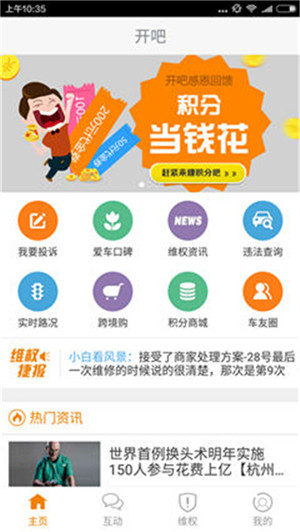 上午10:35
开吧
开吧感恩回馈
积分
当钱花
赶紧来赚积分吧
200元代金券
50元代金券
我要投诉
爱车口碑
NEWS
维权资讯
违法查询
实时路况
跨境购
积分商城
车友圈
维权
捷报
小白看风景：接受了商家处理方案-28号最后
一次维修的时候说的很清楚，那次是第9次
热门资讯
世界首例换头术明年实施
150人参与花费上亿【杭州...
主页
互动
维权
我的